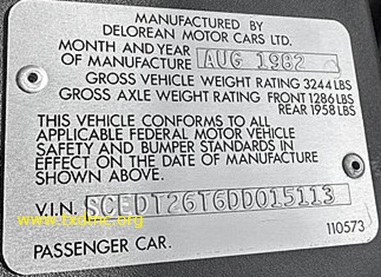 MANUFACTURED BY
DELOREAN MOTOR CARS LTD.
MONTH AND YEAR
OF MANUFACTURE AUG 1982
GROSS VEHICLE WEIGHT RATING 3244 LBS
GROSS AXLE WEIGHT RATING FRONT 1286 LBS
REAR 1958 LBS
THIS VEHICLE CONFORMS TO ALL
APPLICABLE FEDERAL MOTOR VEHICLE
SAFETY AND BUMPER STANDARDS IN
EFFECT ON THE DATE OF MANUFACTURE
SHOWN ABOVE.
V.I.N. SCEDT26T6DD015113
www.txdmc.org
110573
PASSENGER CAR.